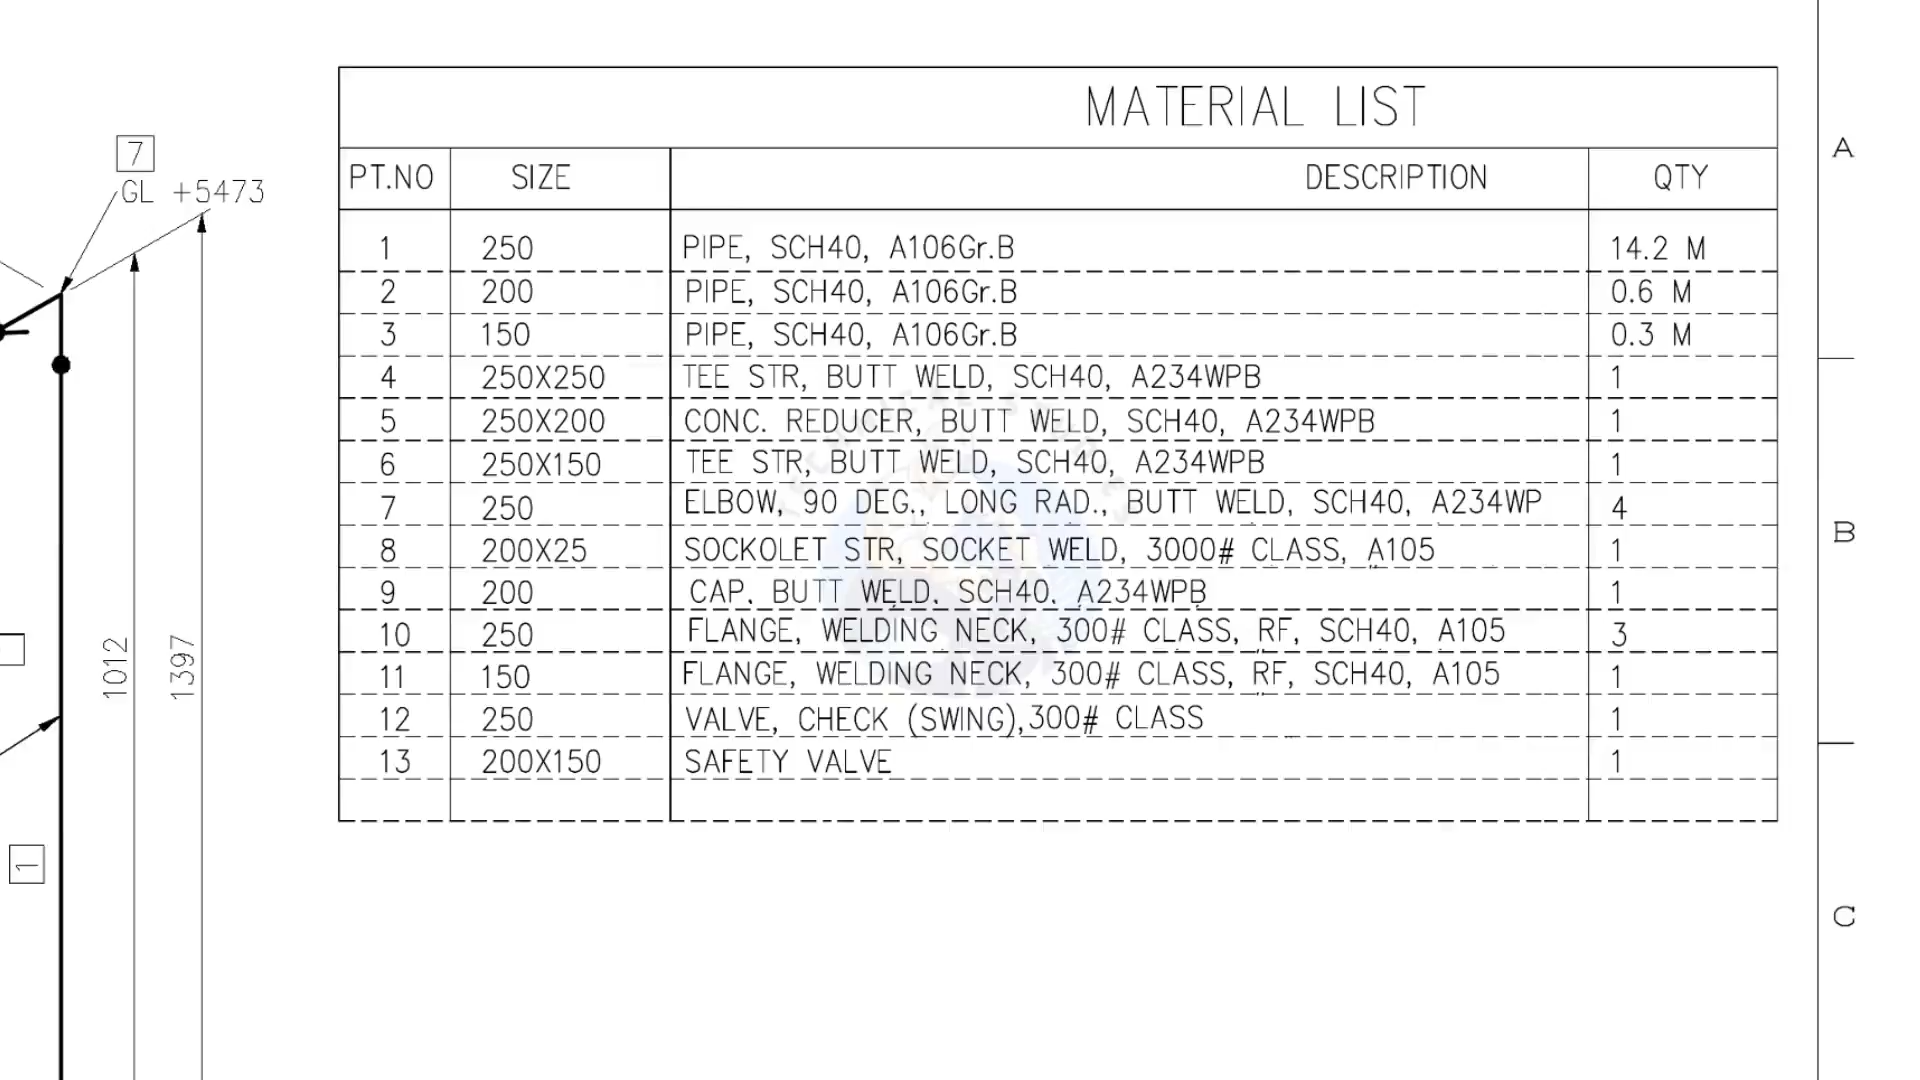 MATERIAL LIST
PT.NO SIZE DESCRIPTION QTY
1 250 PIPE, SCH40, A106Gr.B 14.2 M
2 200 PIPE, SCH40, A106Gr.B 0.6 M
3 150 PIPE, SCH40, A106Gr.B 0.3 M
4 250X250 TEE STR, BUTT WELD, SCH40, A234WPB 1
5 250X200 CONC. REDUCER, BUTT WELD, SCH40, A234WPB 1
6 250X150 TEE STR, BUTT WELD, SCH40, A234WPB 1
7 250 ELBOW, 90 DEG., LONG RAD., BUTT WELD, SCH40, A234WP 4
8 200X25 SOCKOLET STR, SOCKET WELD, 3000# CLASS, A105 1
9 200 CAP, BUTT WELD, SCH40, A234WPB 1
10 250 FLANGE, WELDING NECK, 300# CLASS, RF, SCH40, A105 3
11 150 FLANGE, WELDING NECK, 300# CLASS, RF, SCH40, A105 1
12 250 VALVE, CHECK (SWING),300# CLASS 1
13 200X150 SAFETY VALVE 1
7
GL +5473
1012
1397
1
A
B
C